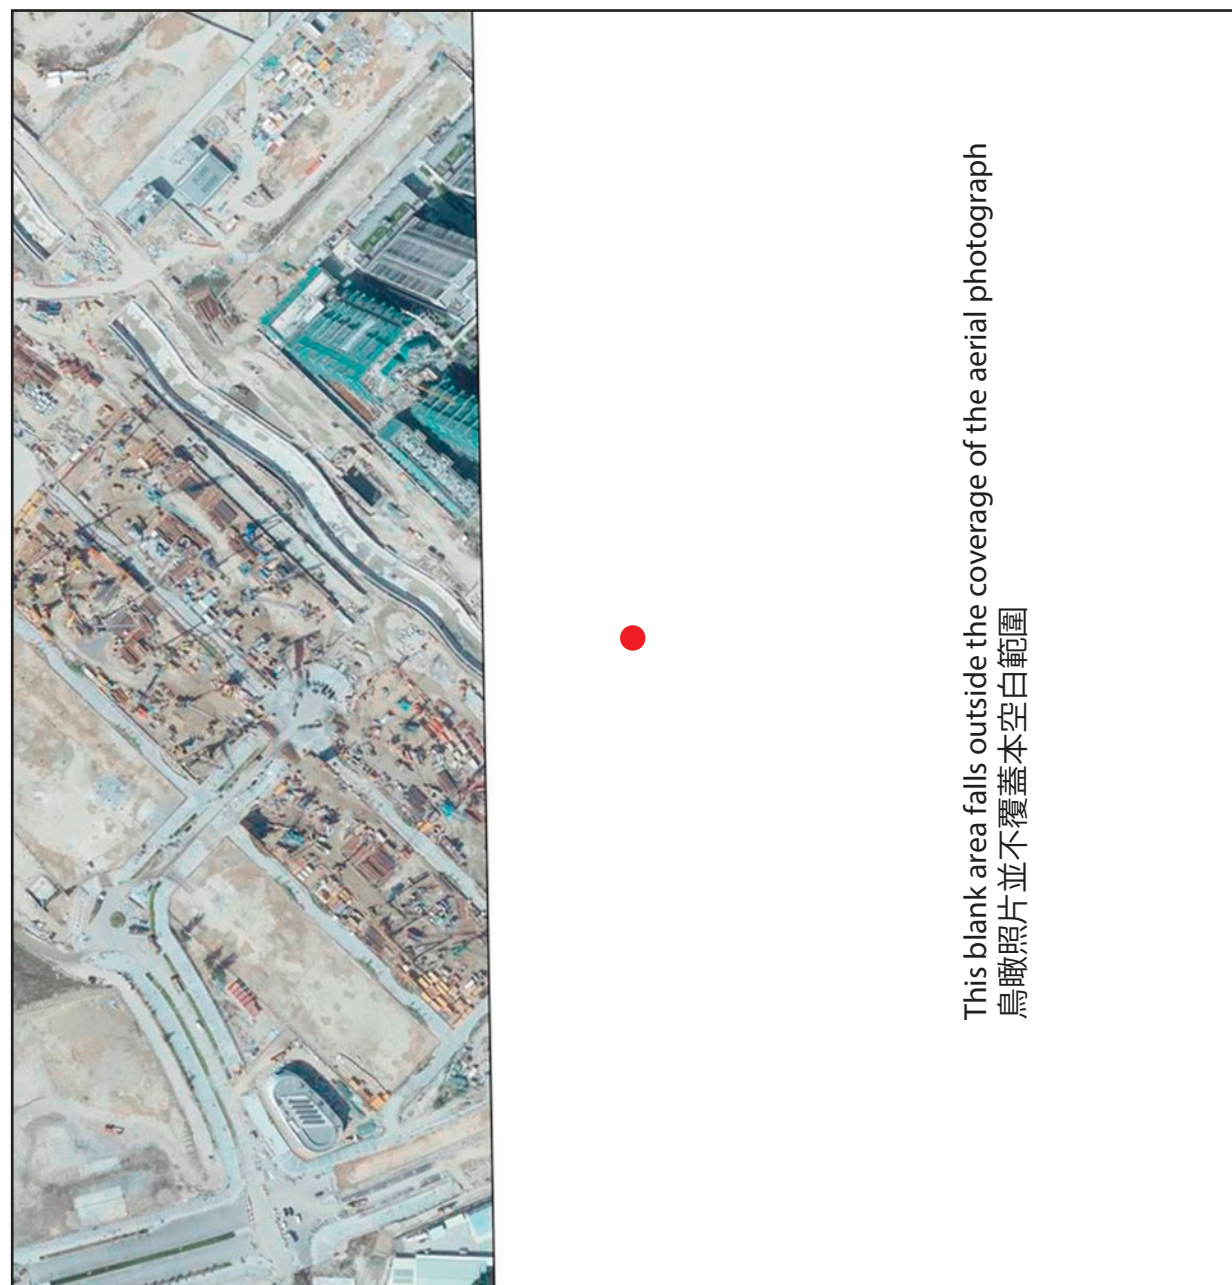 This blank area falls outside the coverage of the aerial photograph
鳥瞰照片並不覆蓋本空白範圍